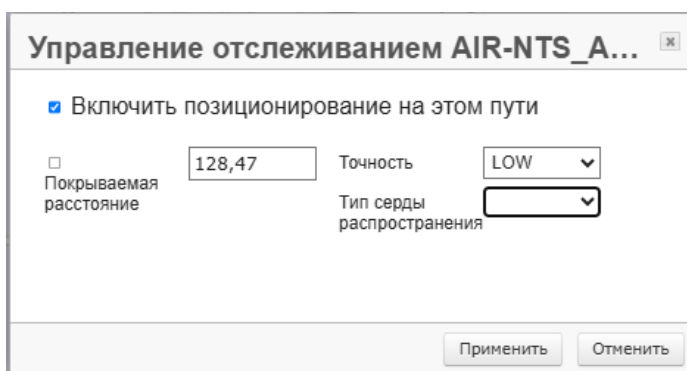 Управление отслеживанием AIR-NTS_A...
Включить позиционирование на этом пути
Покрываемая
расстояние
128,47
Точность
LOW
Тип серды
распространения
Применить
Отменить